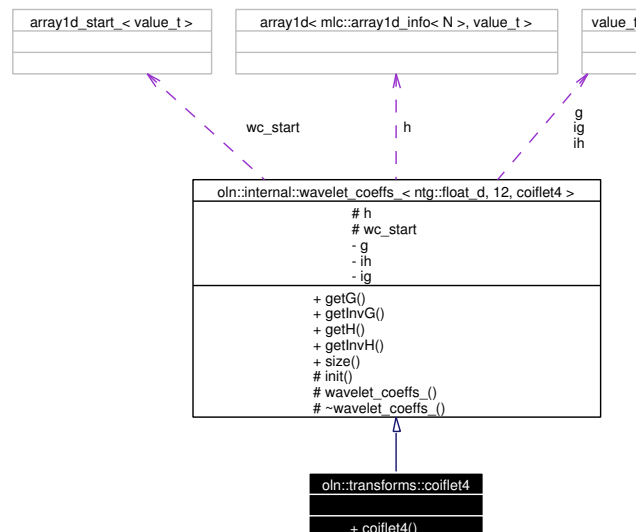 array1d_start_< value_t >
array1d< mlc::array1d_info< N >, value_t >
value_t
wc_start
h
g
ig
ih
oln::internal::wavelet_coeffs_< ntg::float_d, 12, coiflet4 >
# h
# wc_start
- g
- ih
- ig
+ getG()
+ getInvG()
+ getH()
+ getInvH()
+ size()
# init()
# wavelet_coeffs_()
# ~wavelet_coeffs_()
oln::transforms::coiflet4
+ coiflet4()